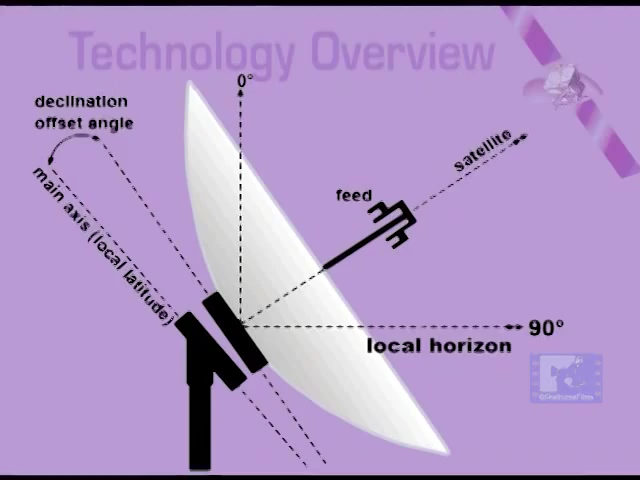 Technology Overview
0°
declination
offset angle
satellite
feed
main axis (local latitude)
90°
local horizon